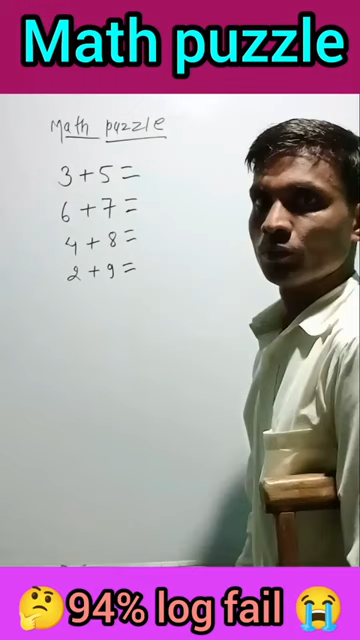 Math puzzle
Math puzzle
3 + 5 =
6 + 7 =
4 + 8 =
2 + 9 =
🤔94% log fail 😭